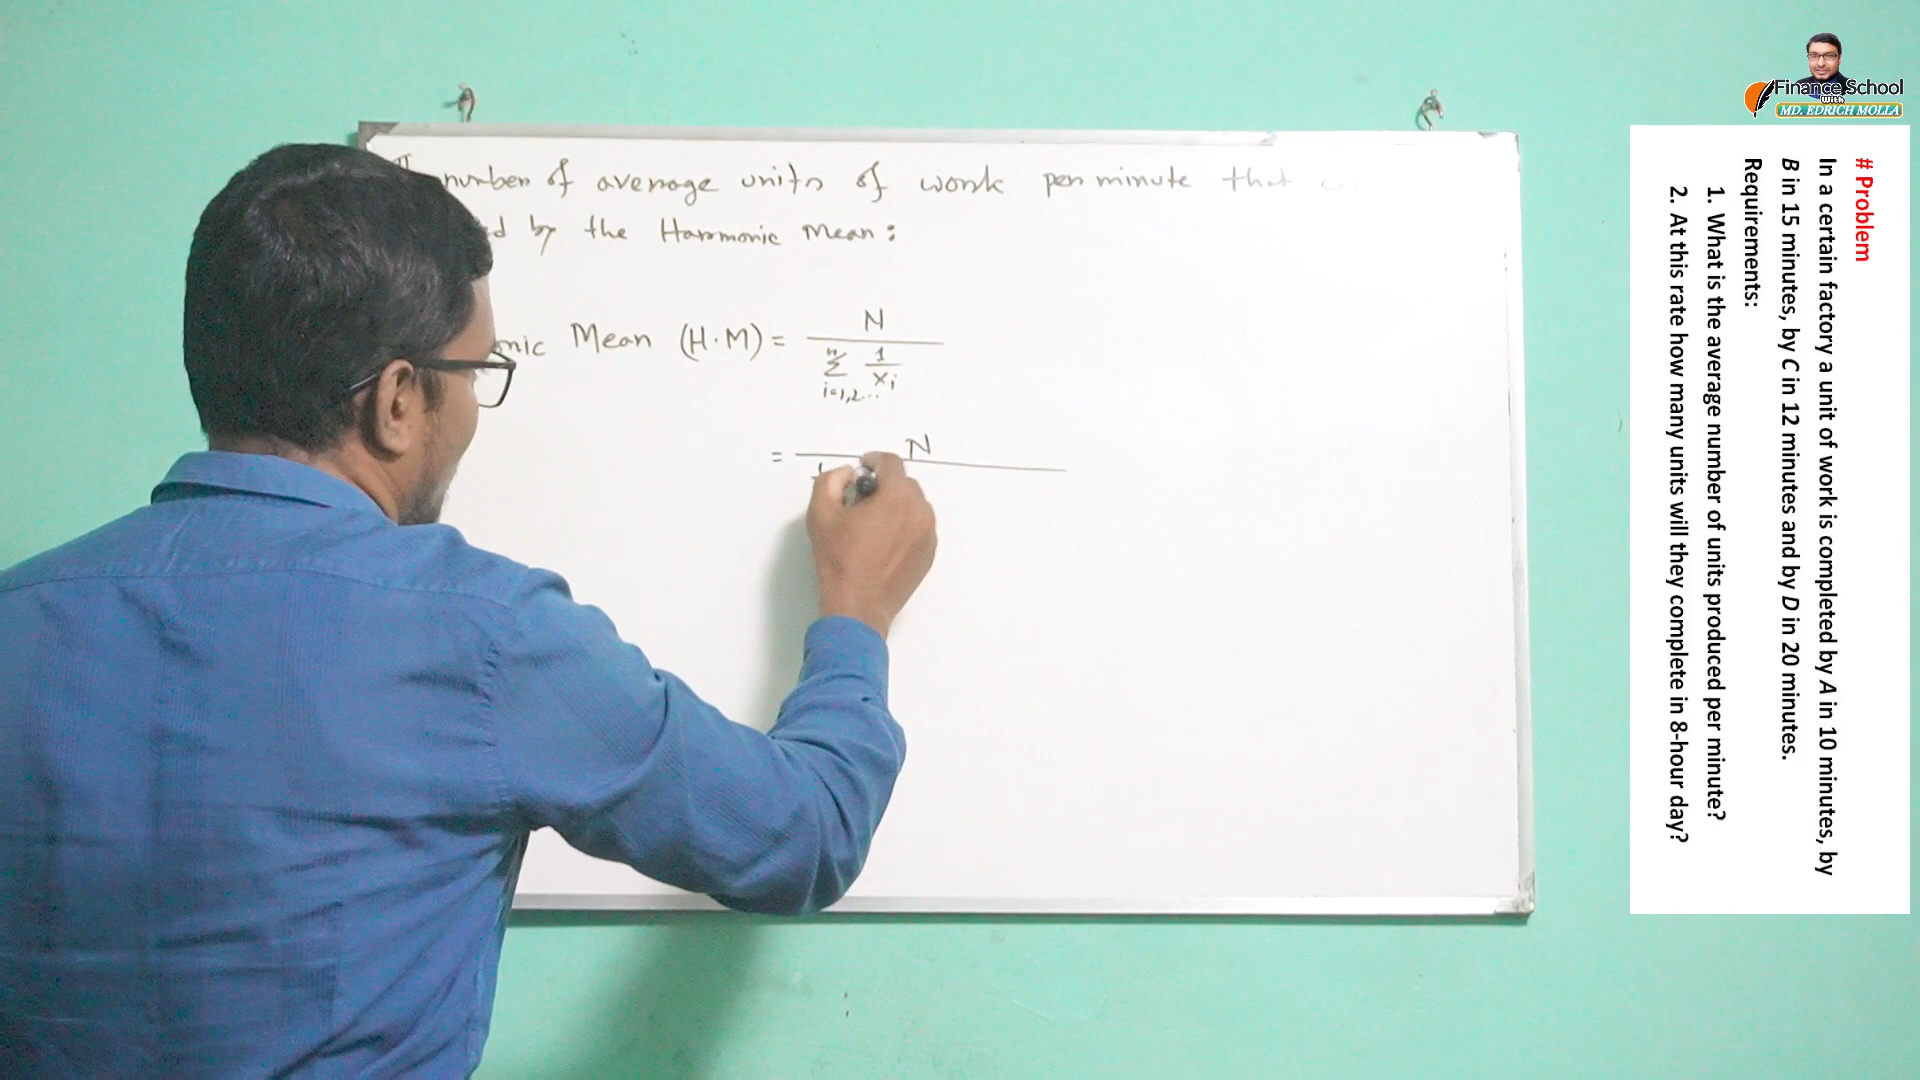 number of average units of work per minute that
by the Harmonic Mean :
nic Mean (H.M) = N / n Σ i=1,2... 1/xi
= N
Finance School
With
MD. EDRICH MOLLA
# Problem
In a certain factory a unit of work is completed by A in 10 minutes, by
B in 15 minutes, by C in 12 minutes and by D in 20 minutes.
Requirements:
1. What is the average number of units produced per minute?
2. At this rate how many units will they complete in 8-hour day?